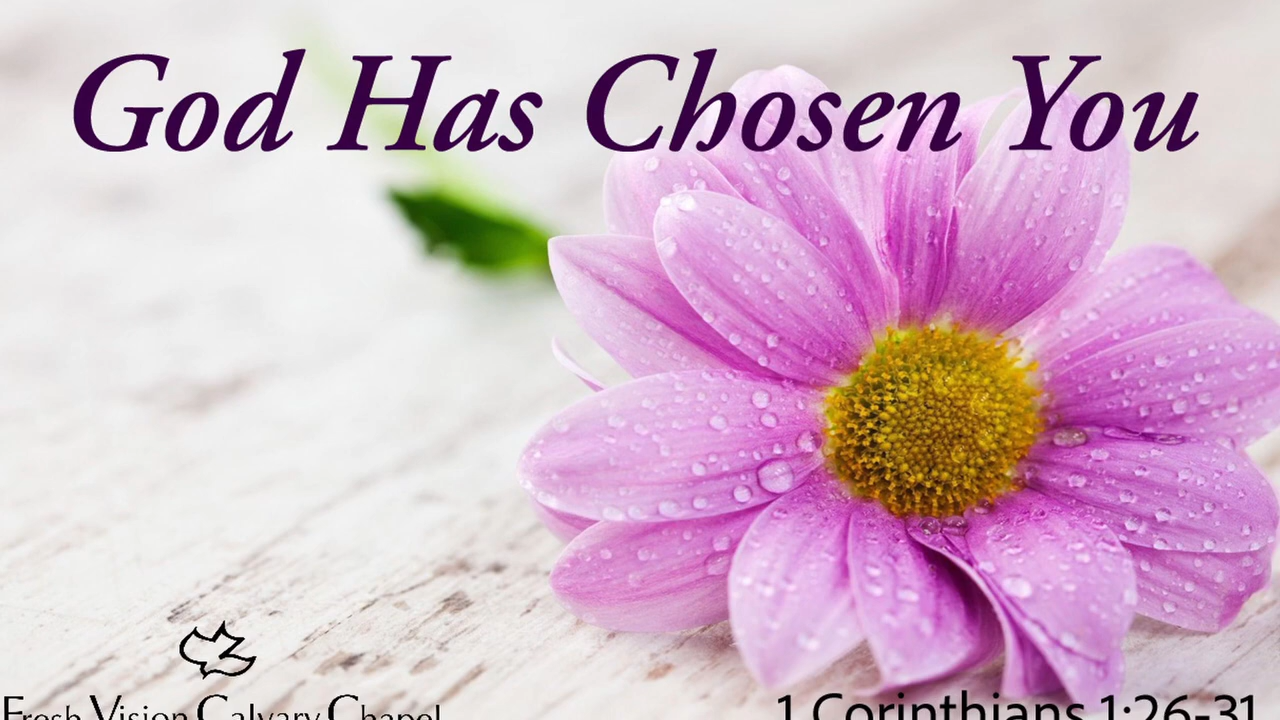 God Has Chosen You
Fresh Vision Calvary Chapel
1 Corinthians 1:26-31